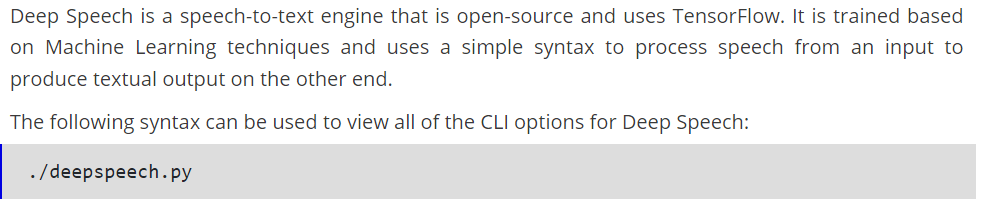 Deep Speech is a speech-to-text engine that is open-source and uses TensorFlow. It is trained based
on Machine Learning techniques and uses a simple syntax to process speech from an input to
produce textual output on the other end.
The following syntax can be used to view all of the CLI options for Deep Speech:
./deepspeech.py